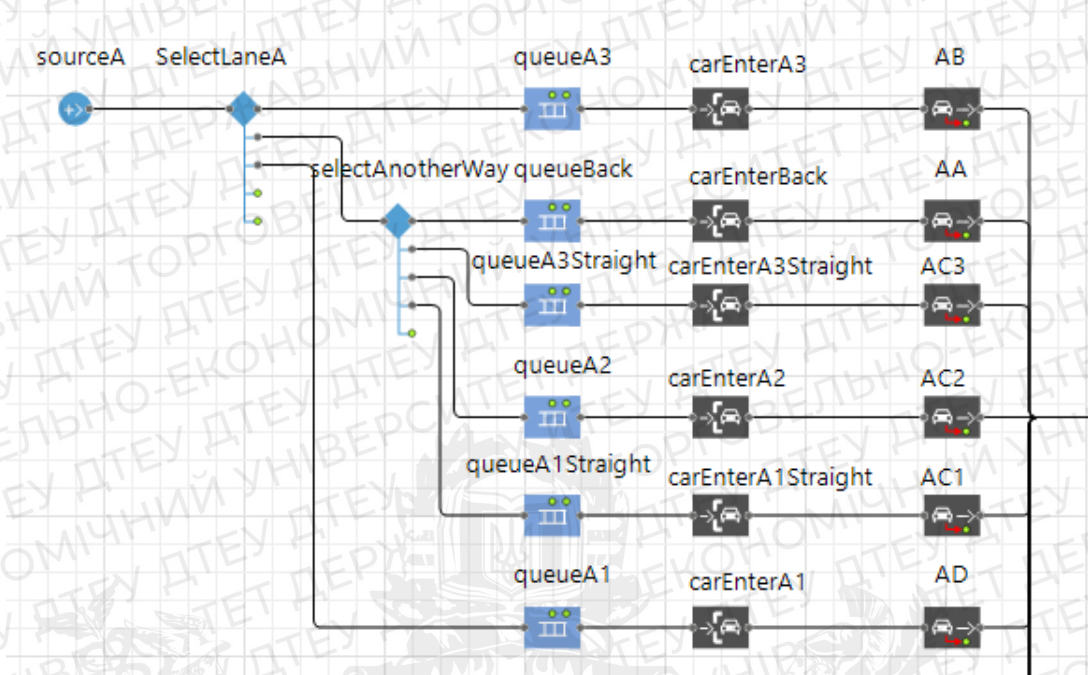 sourceA SelectLaneA queueA3 carEnterA3 AB
selectAnotherWay queueBack carEnterBack AA
queueA3Straight carEnterA3Straight AC3
queueA2 carEnterA2 AC2
queueA1Straight carEnterA1Straight AC1
queueA1 carEnterA1 AD